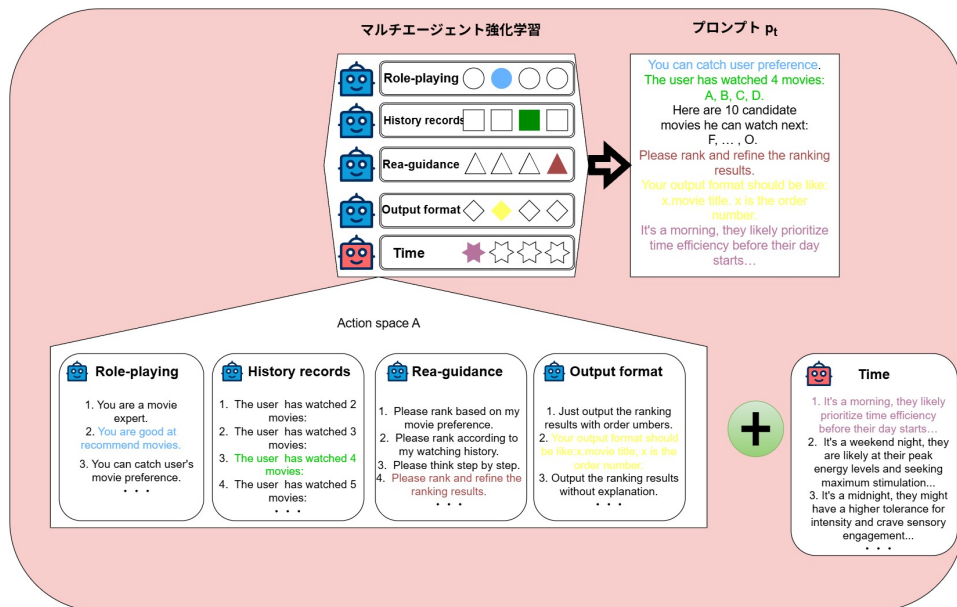 マルチエージェント強化学習
プロンプト pt
Role-playing
History records
Rea-guidance
Output format
Time
You can catch user preference.
The user has watched 4 movies:
A, B, C, D.
Here are 10 candidate
movies he can watch next:
F, … , O.
Please rank and refine the ranking
results.
Your output format should be like:
x.movie title. x is the order
number.
It's a morning, they likely prioritize
time efficiency before their day
starts…
Action space A
Role-playing
1. You are a movie
expert.
2. You are good at
recommend movies.
3. You can catch user's
movie preference.
. . .
History records
1. The user has watched 2
movies:
2. The user has watched 3
movies:
3. The user has watched 4
movies:
4. The user has watched 5
movies:
. . .
Rea-guidance
1. Please rank based on my
movie preference.
2. Please rank according to
my watching history.
3. Please think step by step.
4. Please rank and refine the
ranking results.
. . .
Output format
1. Just output the ranking
results with order umbers.
2. Your output format should
be like:x.movie title, x is the
order number.
3. Output the ranking results
without explanation.
. . .
+
Time
1. It's a morning, they likely
prioritize time efficiency
before their day starts…
2. It's a weekend night, they
are likely at their peak
energy levels and seeking
maximum stimulation...
3. It's a midnight, they might
have a higher tolerance for
intensity and crave sensory
engagement...
. . .